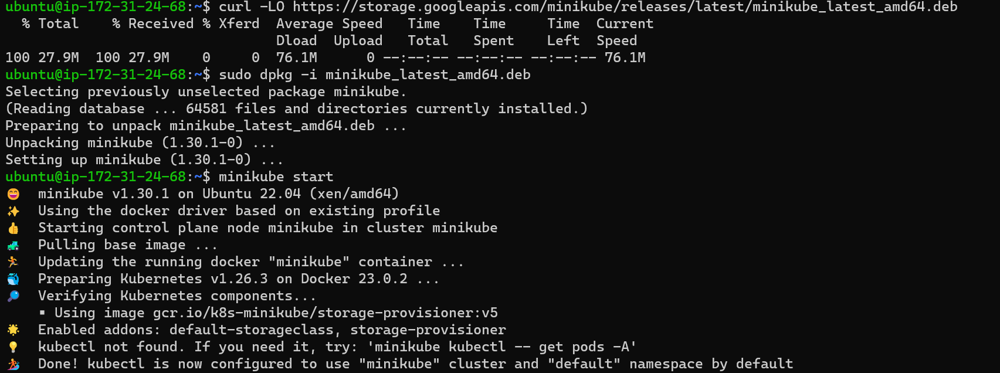 ubuntu@ip-172-31-24-68:~$ curl -LO https://storage.googleapis.com/minikube/releases/latest/minikube_latest_amd64.deb
  % Total    % Received % Xferd  Average Speed   Time    Time     Time  Current
                                 Dload  Upload   Total   Spent    Left  Speed
100 27.9M  100 27.9M    0     0  76.1M      0 --:--:-- --:--:-- --:--:-- 76.1M
ubuntu@ip-172-31-24-68:~$ sudo dpkg -i minikube_latest_amd64.deb
Selecting previously unselected package minikube.
(Reading database ... 64581 files and directories currently installed.)
Preparing to unpack minikube_latest_amd64.deb ...
Unpacking minikube (1.30.1-0) ...
Setting up minikube (1.30.1-0) ...
ubuntu@ip-172-31-24-68:~$ minikube start
😄  minikube v1.30.1 on Ubuntu 22.04 (xen/amd64)
✨  Using the docker driver based on existing profile
👍  Starting control plane node minikube in cluster minikube
🚜  Pulling base image ...
🏃  Updating the running docker "minikube" container ...
🐳  Preparing Kubernetes v1.26.3 on Docker 23.0.2 ...
🔎  Verifying Kubernetes components...
    ▪ Using image gcr.io/k8s-minikube/storage-provisioner:v5
🌟  Enabled addons: default-storageclass, storage-provisioner
💡  kubectl not found. If you need it, try: 'minikube kubectl -- get pods -A'
🏄  Done! kubectl is now configured to use "minikube" cluster and "default" namespace by default